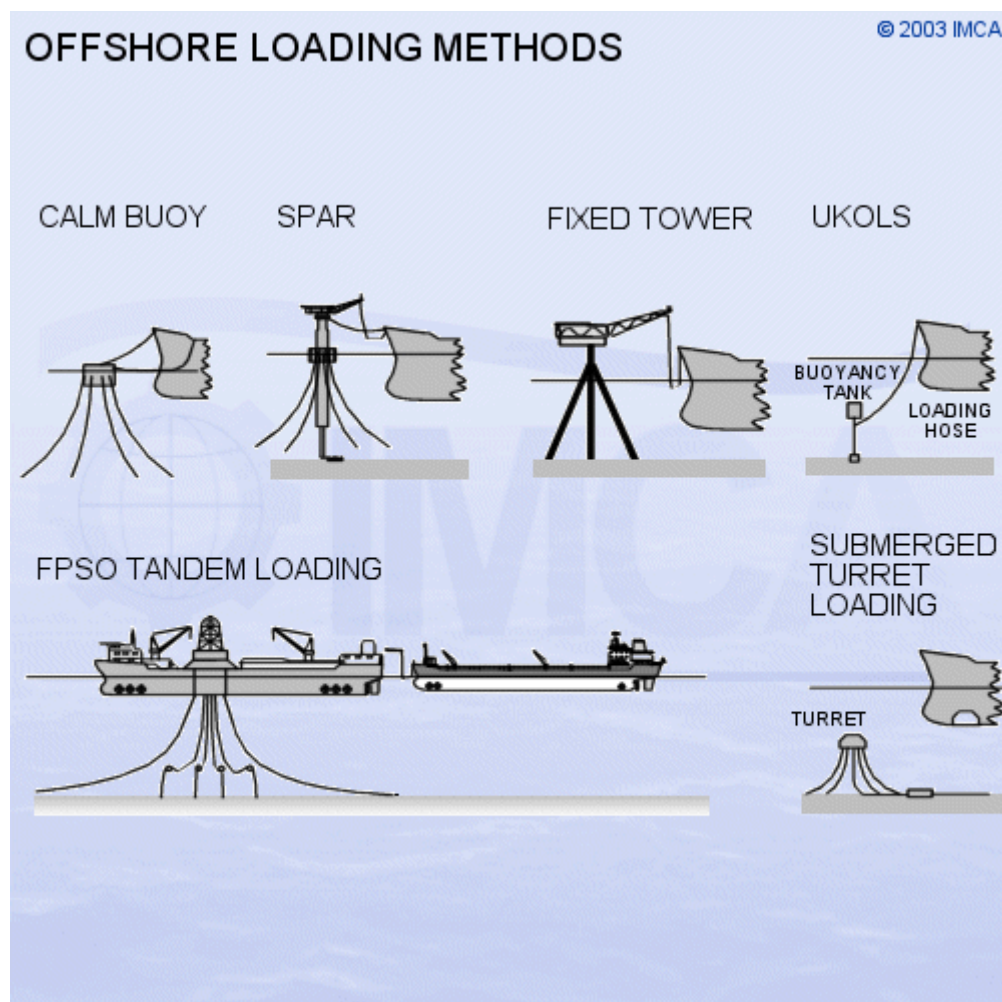 OFFSHORE LOADING METHODS
© 2003 IMCA
CALM BUOY
SPAR
FIXED TOWER
UKOLS
BUOYANCY
TANK
LOADING
HOSE
FPSO TANDEM LOADING
SUBMERGED
TURRET
LOADING
TURRET
IMCA